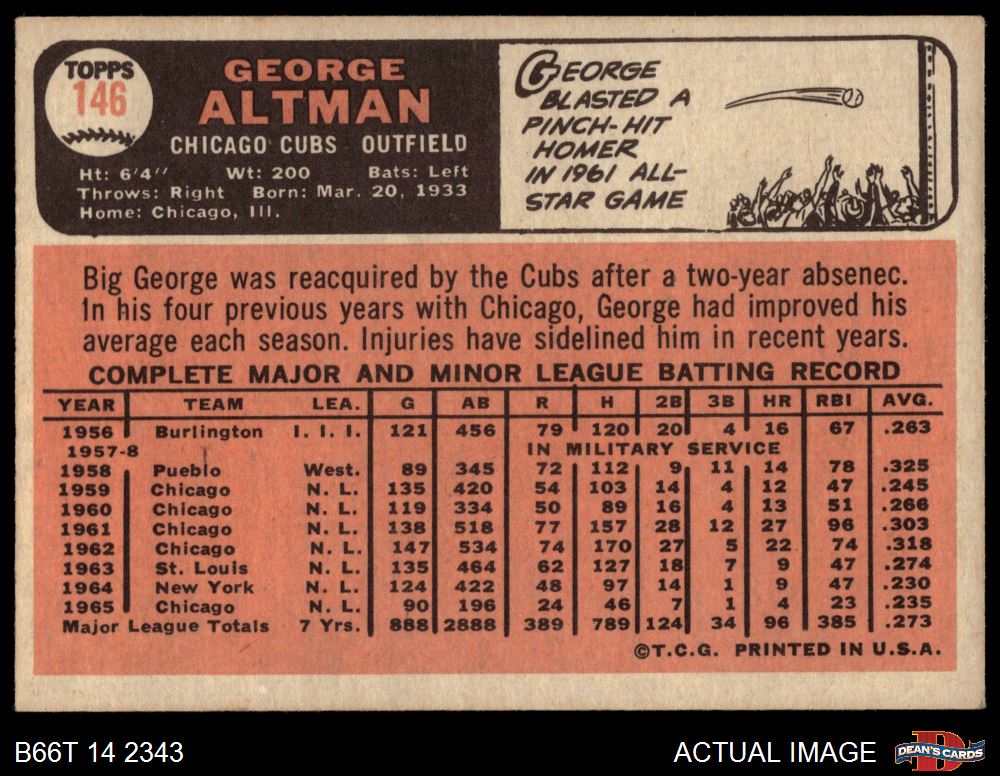 TOPPS
146
GEORGE
ALTMAN
CHICAGO CUBS OUTFIELD
Ht: 6'4" Wt: 200 Bats: Left
Throws: Right Born: Mar. 20, 1933
Home: Chicago, Ill.
GEORGE
BLASTED A
PINCH-HIT
HOMER
IN 1961 ALL-
STAR GAME
Big George was reacquired by the Cubs after a two-year absenec.
In his four previous years with Chicago, George had improved his
average each season. Injuries have sidelined him in recent years.
COMPLETE MAJOR AND MINOR LEAGUE BATTING RECORD
YEAR TEAM LEA. G AB R H 2B 3B HR RBI AVG.
1956 Burlington I. I. I. 121 456 79 120 20 4 16 67 .263
1957-8 IN MILITARY SERVICE
1958 Pueblo West. 89 345 72 112 9 11 14 78 .325
1959 Chicago N. L. 135 420 54 103 14 4 12 47 .245
1960 Chicago N. L. 119 334 50 89 16 4 13 51 .266
1961 Chicago N. L. 138 518 77 157 28 12 27 96 .303
1962 Chicago N. L. 147 534 74 170 27 5 22 74 .318
1963 St. Louis N. L. 135 464 62 127 18 7 9 47 .274
1964 New York N. L. 124 422 48 97 14 1 9 47 .230
1965 Chicago N. L. 90 196 24 46 7 1 4 23 .235
Major League Totals 7 Yrs. 888 2888 389 789 124 34 96 385 .273
©T.C.G. PRINTED IN U.S.A.
B66T 14 2343
ACTUAL IMAGE
DEAN'S CARDS